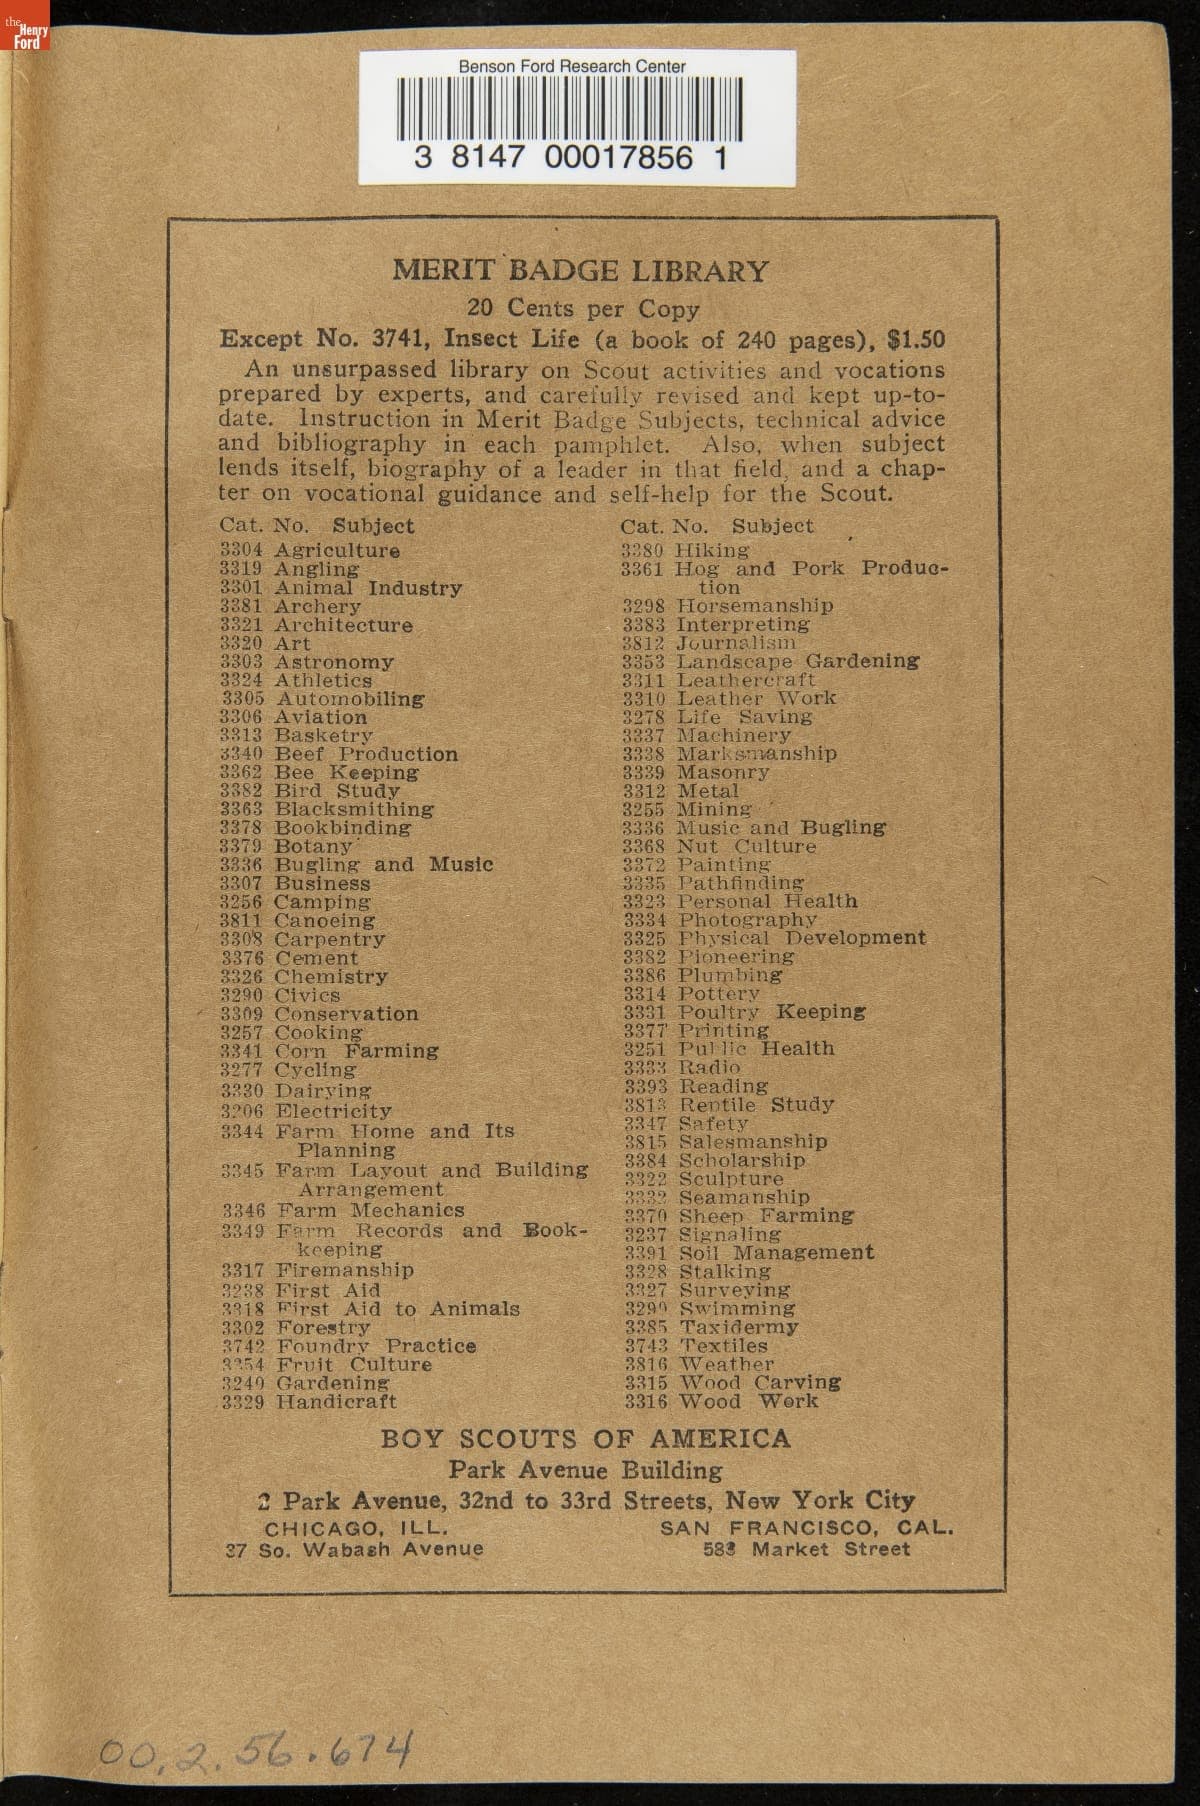 the
Henry
Ford
Benson Ford Research Center
3 8147 00017856 1
MERIT BADGE LIBRARY
20 Cents per Copy
Except No. 3741, Insect Life (a book of 240 pages), $1.50
An unsurpassed library on Scout activities and vocations
prepared by experts, and carefully revised and kept up-to-
date. Instruction in Merit Badge Subjects, technical advice
and bibliography in each pamphlet. Also, when subject
lends itself, biography of a leader in that field, and a chap-
ter on vocational guidance and self-help for the Scout.
Cat. No. Subject
3304 Agriculture
3319 Angling
3301 Animal Industry
3381 Archery
3321 Architecture
3320 Art
3303 Astronomy
3324 Athletics
3305 Automobiling
3306 Aviation
3313 Basketry
3340 Beef Production
3362 Bee Keeping
3382 Bird Study
3363 Blacksmithing
3378 Bookbinding
3379 Botany
3336 Bugling and Music
3307 Business
3256 Camping
3811 Canoeing
3308 Carpentry
3376 Cement
3326 Chemistry
3290 Civics
3309 Conservation
3257 Cooking
3341 Corn Farming
3277 Cycling
3330 Dairying
3206 Electricity
3344 Farm Home and Its
Planning
3345 Farm Layout and Building
Arrangement
3346 Farm Mechanics
3349 Farm Records and Book-
keeping
3317 Firemanship
3238 First Aid
3318 First Aid to Animals
3302 Forestry
3742 Foundry Practice
3354 Fruit Culture
3240 Gardening
3329 Handicraft
Cat. No. Subject
3380 Hiking
3361 Hog and Pork Produc-
tion
3298 Horsemanship
3383 Interpreting
3812 Journalism
3353 Landscape Gardening
3311 Leathercraft
3310 Leather Work
3278 Life Saving
3337 Machinery
3338 Marksmanship
3339 Masonry
3312 Metal
3255 Mining
3336 Music and Bugling
3368 Nut Culture
3372 Painting
3335 Pathfinding
3323 Personal Health
3334 Photography
3325 Physical Development
3382 Pioneering
3386 Plumbing
3314 Pottery
3331 Poultry Keeping
3377 Printing
3251 Public Health
3333 Radio
3393 Reading
3813 Reptile Study
3347 Safety
3815 Salesmanship
3384 Scholarship
3322 Sculpture
3332 Seamanship
3370 Sheep Farming
3237 Signaling
3391 Soil Management
3328 Stalking
3327 Surveying
3299 Swimming
3385 Taxidermy
3743 Textiles
3816 Weather
3315 Wood Carving
3316 Wood Work
BOY SCOUTS OF AMERICA
Park Avenue Building
2 Park Avenue, 32nd to 33rd Streets, New York City
CHICAGO, ILL.
37 So. Wabash Avenue
SAN FRANCISCO, CAL.
583 Market Street
00.2.56.674